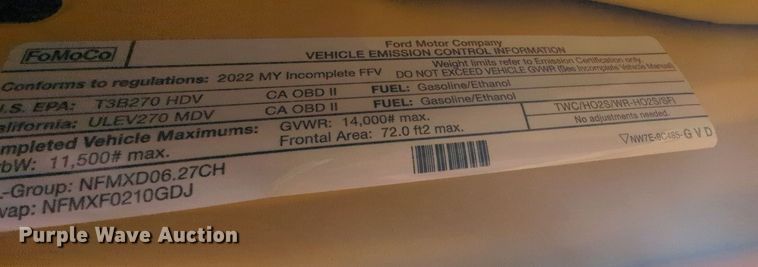 FoMoCo
Ford Motor Company
VEHICLE EMISSION CONTROL INFORMATION
Conforms to regulations: 2022 MY Incomplete FFV
Weight limits refer to Emission Certification only.
DO NOT EXCEED VEHICLE GVWR (See Incomplete Vehicle Manual)
U.S. EPA: T3B270 HDV CA OBD II FUEL: Gasoline/Ethanol
alifornia: ULEV270 MDV CA OBD II FUEL: Gasoline/Ethanol
mpleted Vehicle Maximums:
rbW: 11,500# max.
GVWR: 14,000# max.
Frontal Area: 72.0 ft2 max.
TWC/HO2S/WR-HO2S/SFI
No adjustments needed.
-Group: NFMXD06.27CH
vap: NFMXF0210GDJ
NW7E-9C485-G V D
Purple Wave Auction